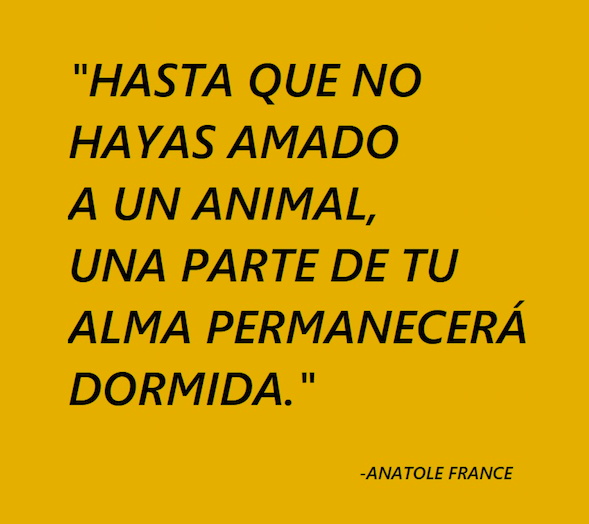 "HASTA QUE NO
HAYAS AMADO
A UN ANIMAL,
UNA PARTE DE TU
ALMA PERMANECERÁ
DORMIDA."
-ANATOLE FRANCE